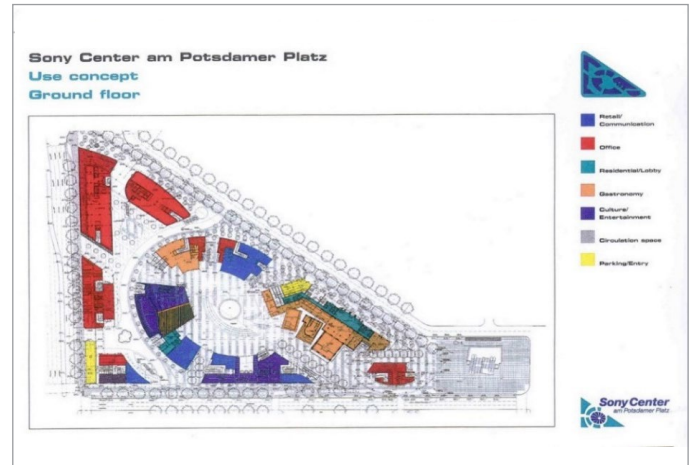 Sony Center am Potsdamer Platz
Use concept
Ground floor
Retail/
Communication
Office
Residential/Lobby
Gastronomy
Culture/
Entertainment
Circulation space
Parking/Entry
Sony Center
am Potsdamer Platz